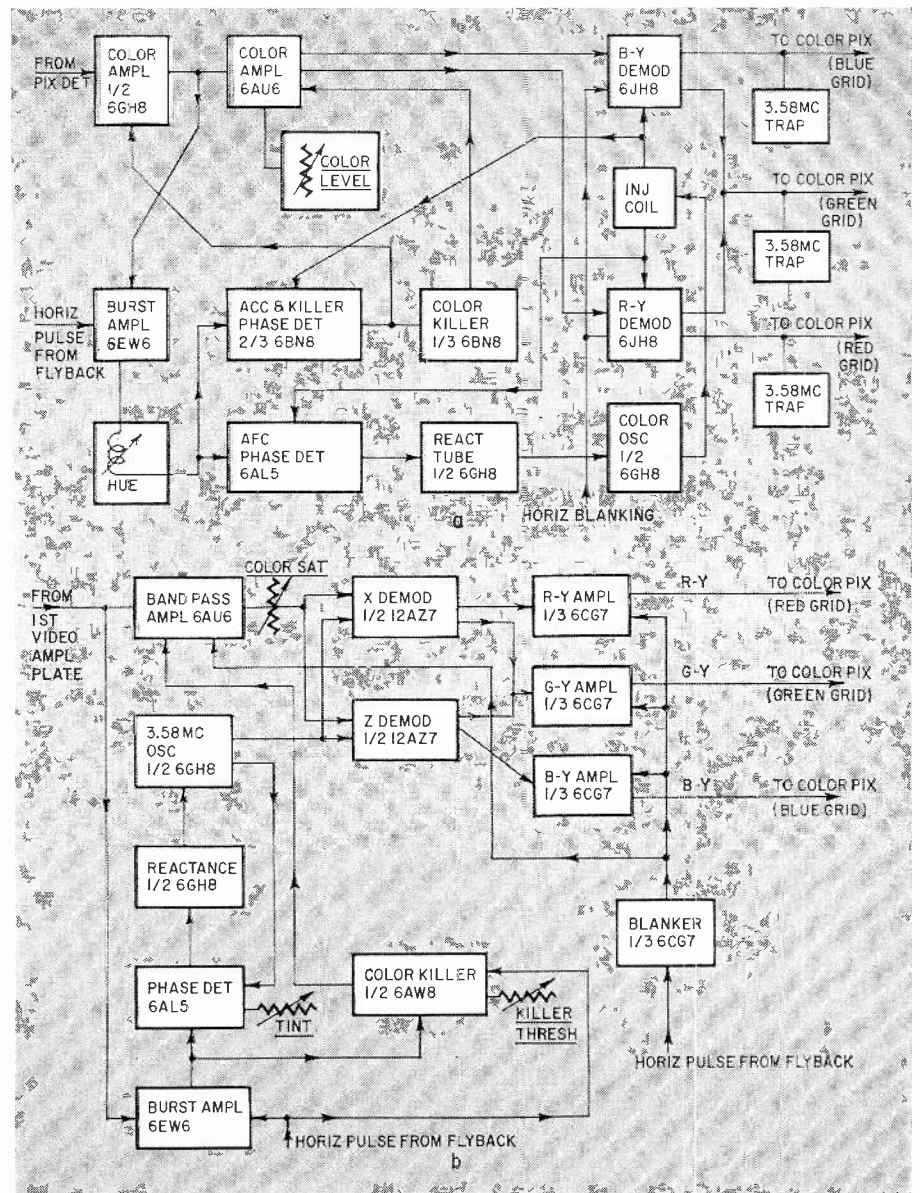 FROM
PIX DET
COLOR
AMPL
1/2
6GH8
COLOR
AMPL
6AU6
COLOR
LEVEL
B-Y
DEMOD
6JH8
TO COLOR PIX
(BLUE
GRID)
3.58MC
TRAP
INJ
COIL
TO COLOR PIX
(GREEN
GRID)
3.58MC
TRAP
HORIZ
PULSE
FROM
FLYBACK
BURST
AMPL
6EW6
ACC & KILLER
PHASE DET
2/3 6BN8
COLOR
KILLER
1/3 6BN8
R-Y
DEMOD
6JH8
TO COLOR PIX
(RED
GRID)
3.58MC
TRAP
HUE
AFC
PHASE DET
6AL5
REACT
TUBE
1/2 6GH8
COLOR
OSC
1/2
6GH8
HORIZ BLANKING
a
FROM
1ST
VIDEO
AMPL
PLATE
BAND PASS
AMPL 6AU6
COLOR SAT
X DEMOD
1/2 12AZ7
R-Y AMPL
1/3 6CG7
R-Y
TO COLOR PIX
(RED GRID)
3.58MC
OSC
1/2 6GH8
Z DEMOD
1/2 12AZ7
G-Y AMPL
1/3 6CG7
G-Y
TO COLOR PIX
(GREEN GRID)
B-Y AMPL
1/3 6CG7
B-Y
TO COLOR PIX
(BLUE GRID)
REACTANCE
1/2 6GH8
BLANKER
1/3 6CG7
PHASE DET
6AL5
TINT
COLOR KILLER
1/2 6AW8
KILLER
THRESH
HORIZ PULSE FROM FLYBACK
BURST AMPL
6EW6
HORIZ PULSE FROM FLYBACK
b